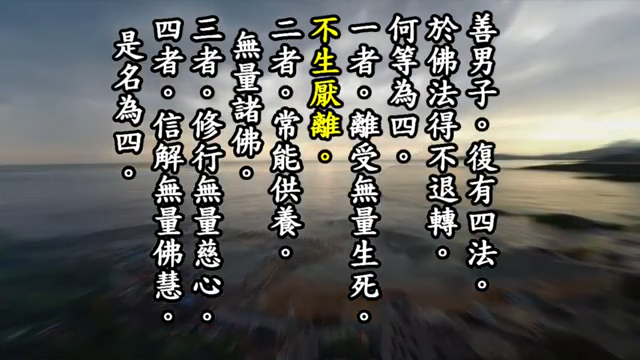 善男子。復有四法。
於佛法得不退轉。
何等為四。
一者。離受無量生死。
不生厭離。
二者。常能供養。
無量諸佛。
三者。修行無量慈心。
四者。信解無量佛慧。
是名為四。